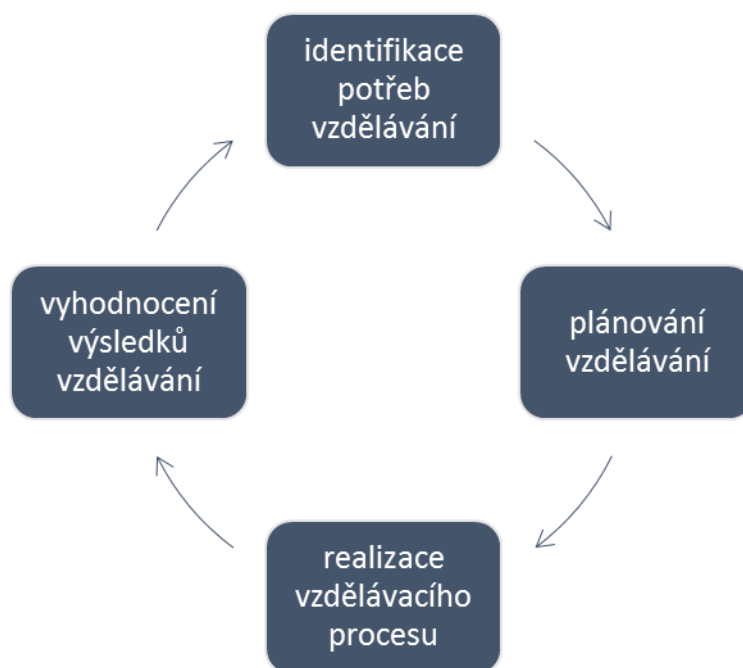 identifikace
potřeb
vzdělávání
plánování
vzdělávání
realizace
vzdělávacího
procesu
vyhodnocení
výsledků
vzdělávání